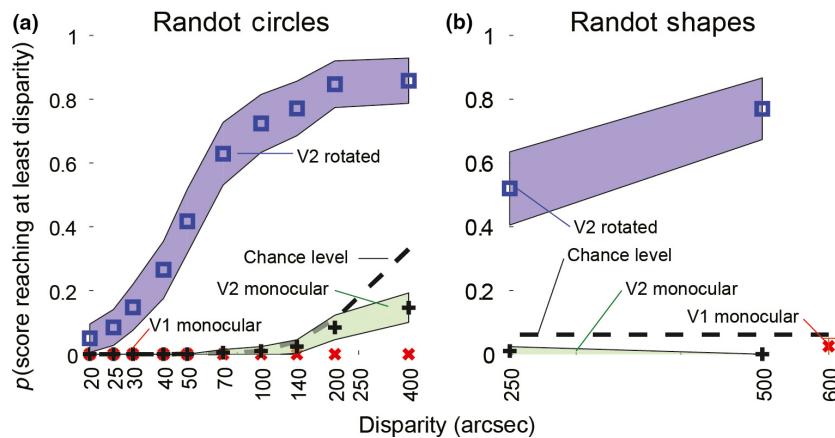 (a) Randot circles
p(score reaching at least disparity)
1
0.8
0.6
0.4
0.2
0
V2 rotated
Chance level
V2 monocular
V1 monocular
20
25
30
40
50
70
100
140
200
250
400
(b) Randot shapes
1
0.8
0.6
0.4
0.2
0
V2 rotated
Chance level
V2 monocular
V1 monocular
250
500
600
Disparity (arcsec)